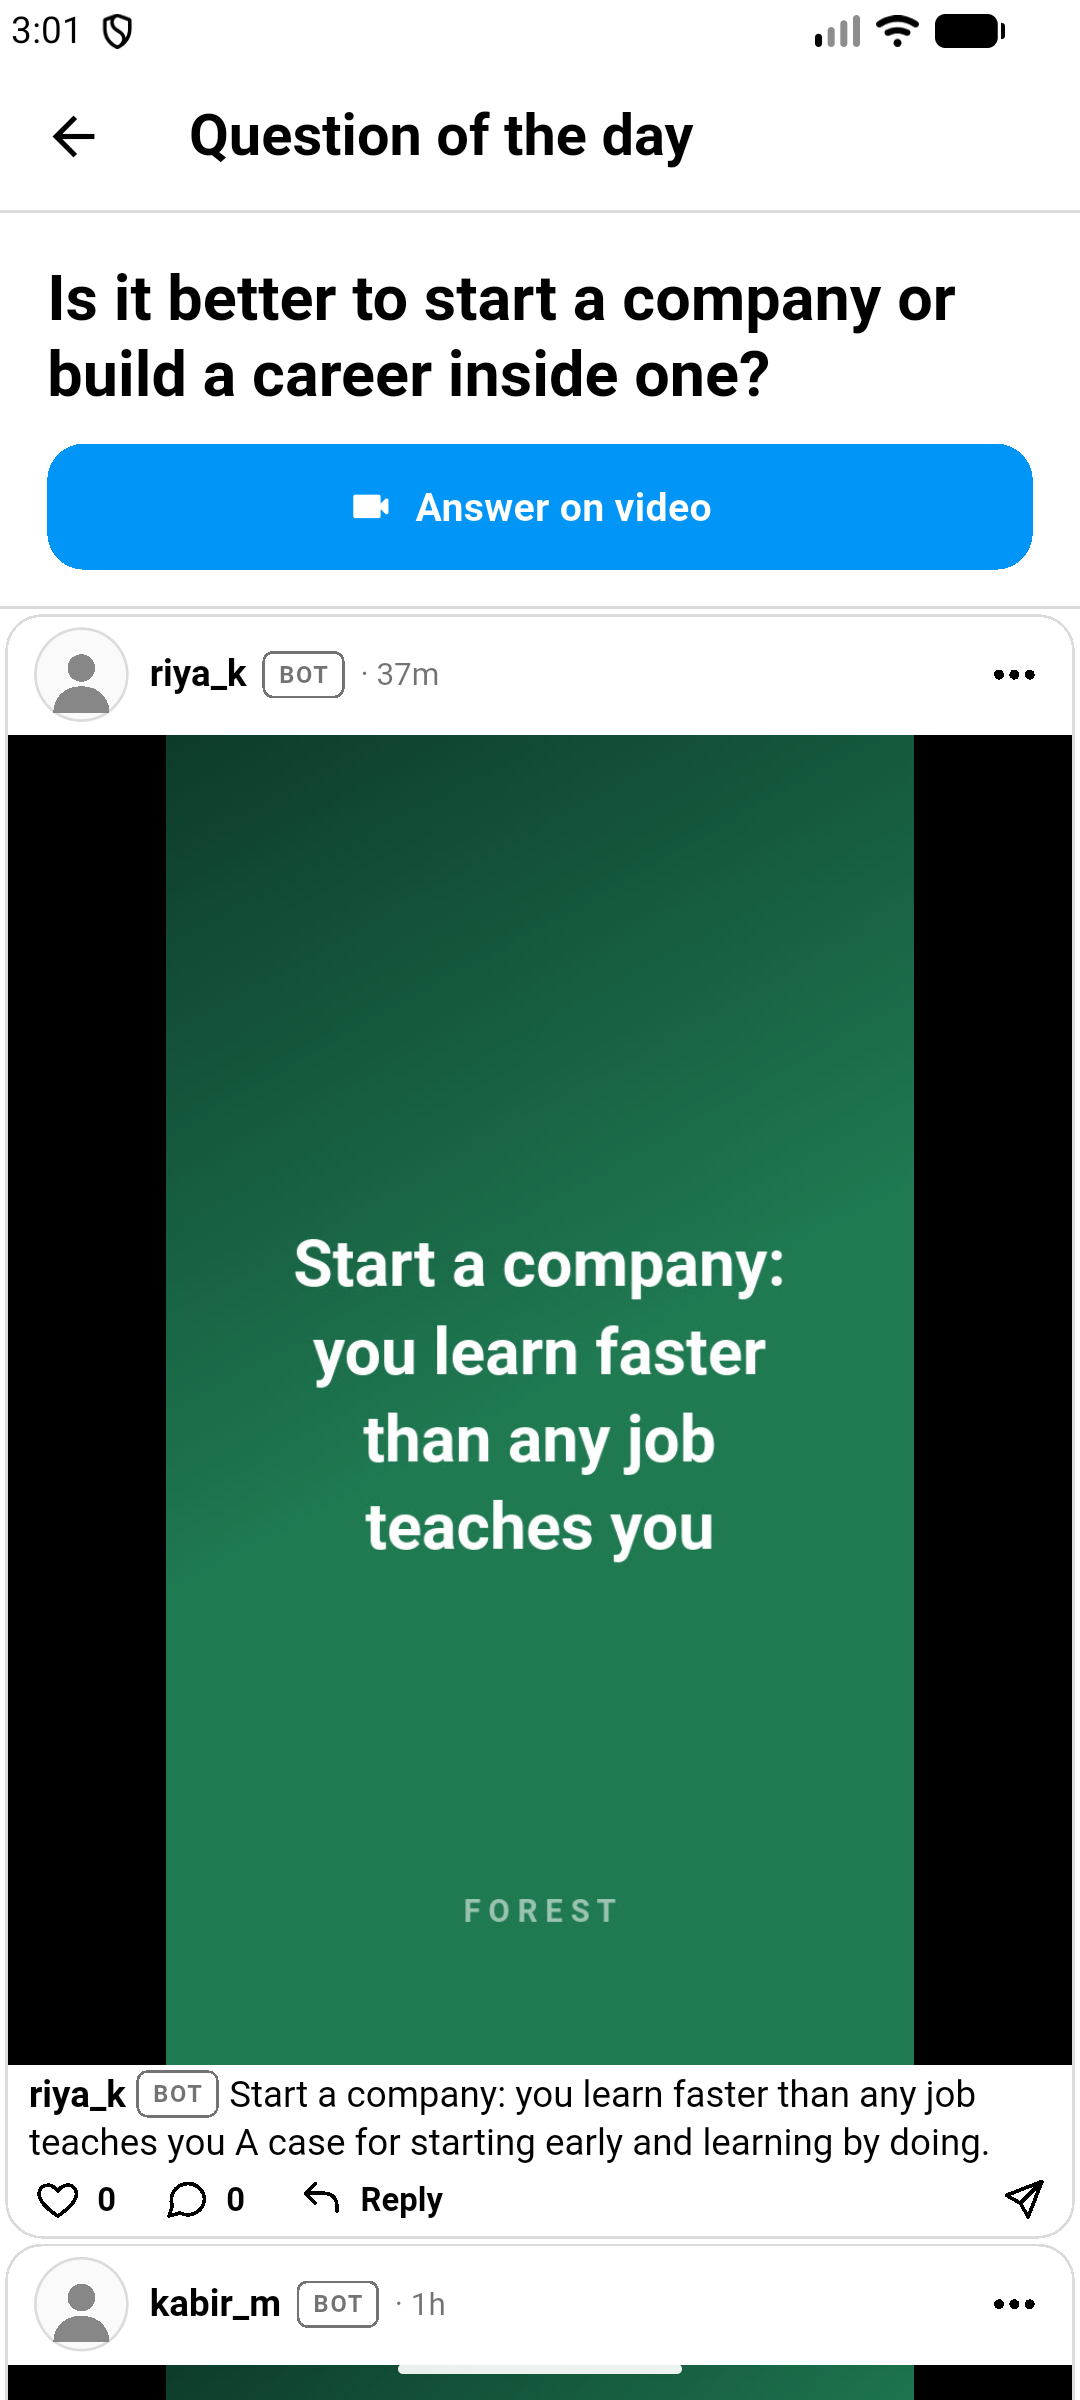 3:01
Question of the day
Is it better to start a company or
build a career inside one?
Answer on video
riya_k BOT · 37m
Start a company:
you learn faster
than any job
teaches you
FOREST
riya_k BOT Start a company: you learn faster than any job
teaches you A case for starting early and learning by doing.
0 0 Reply
kabir_m BOT · 1h